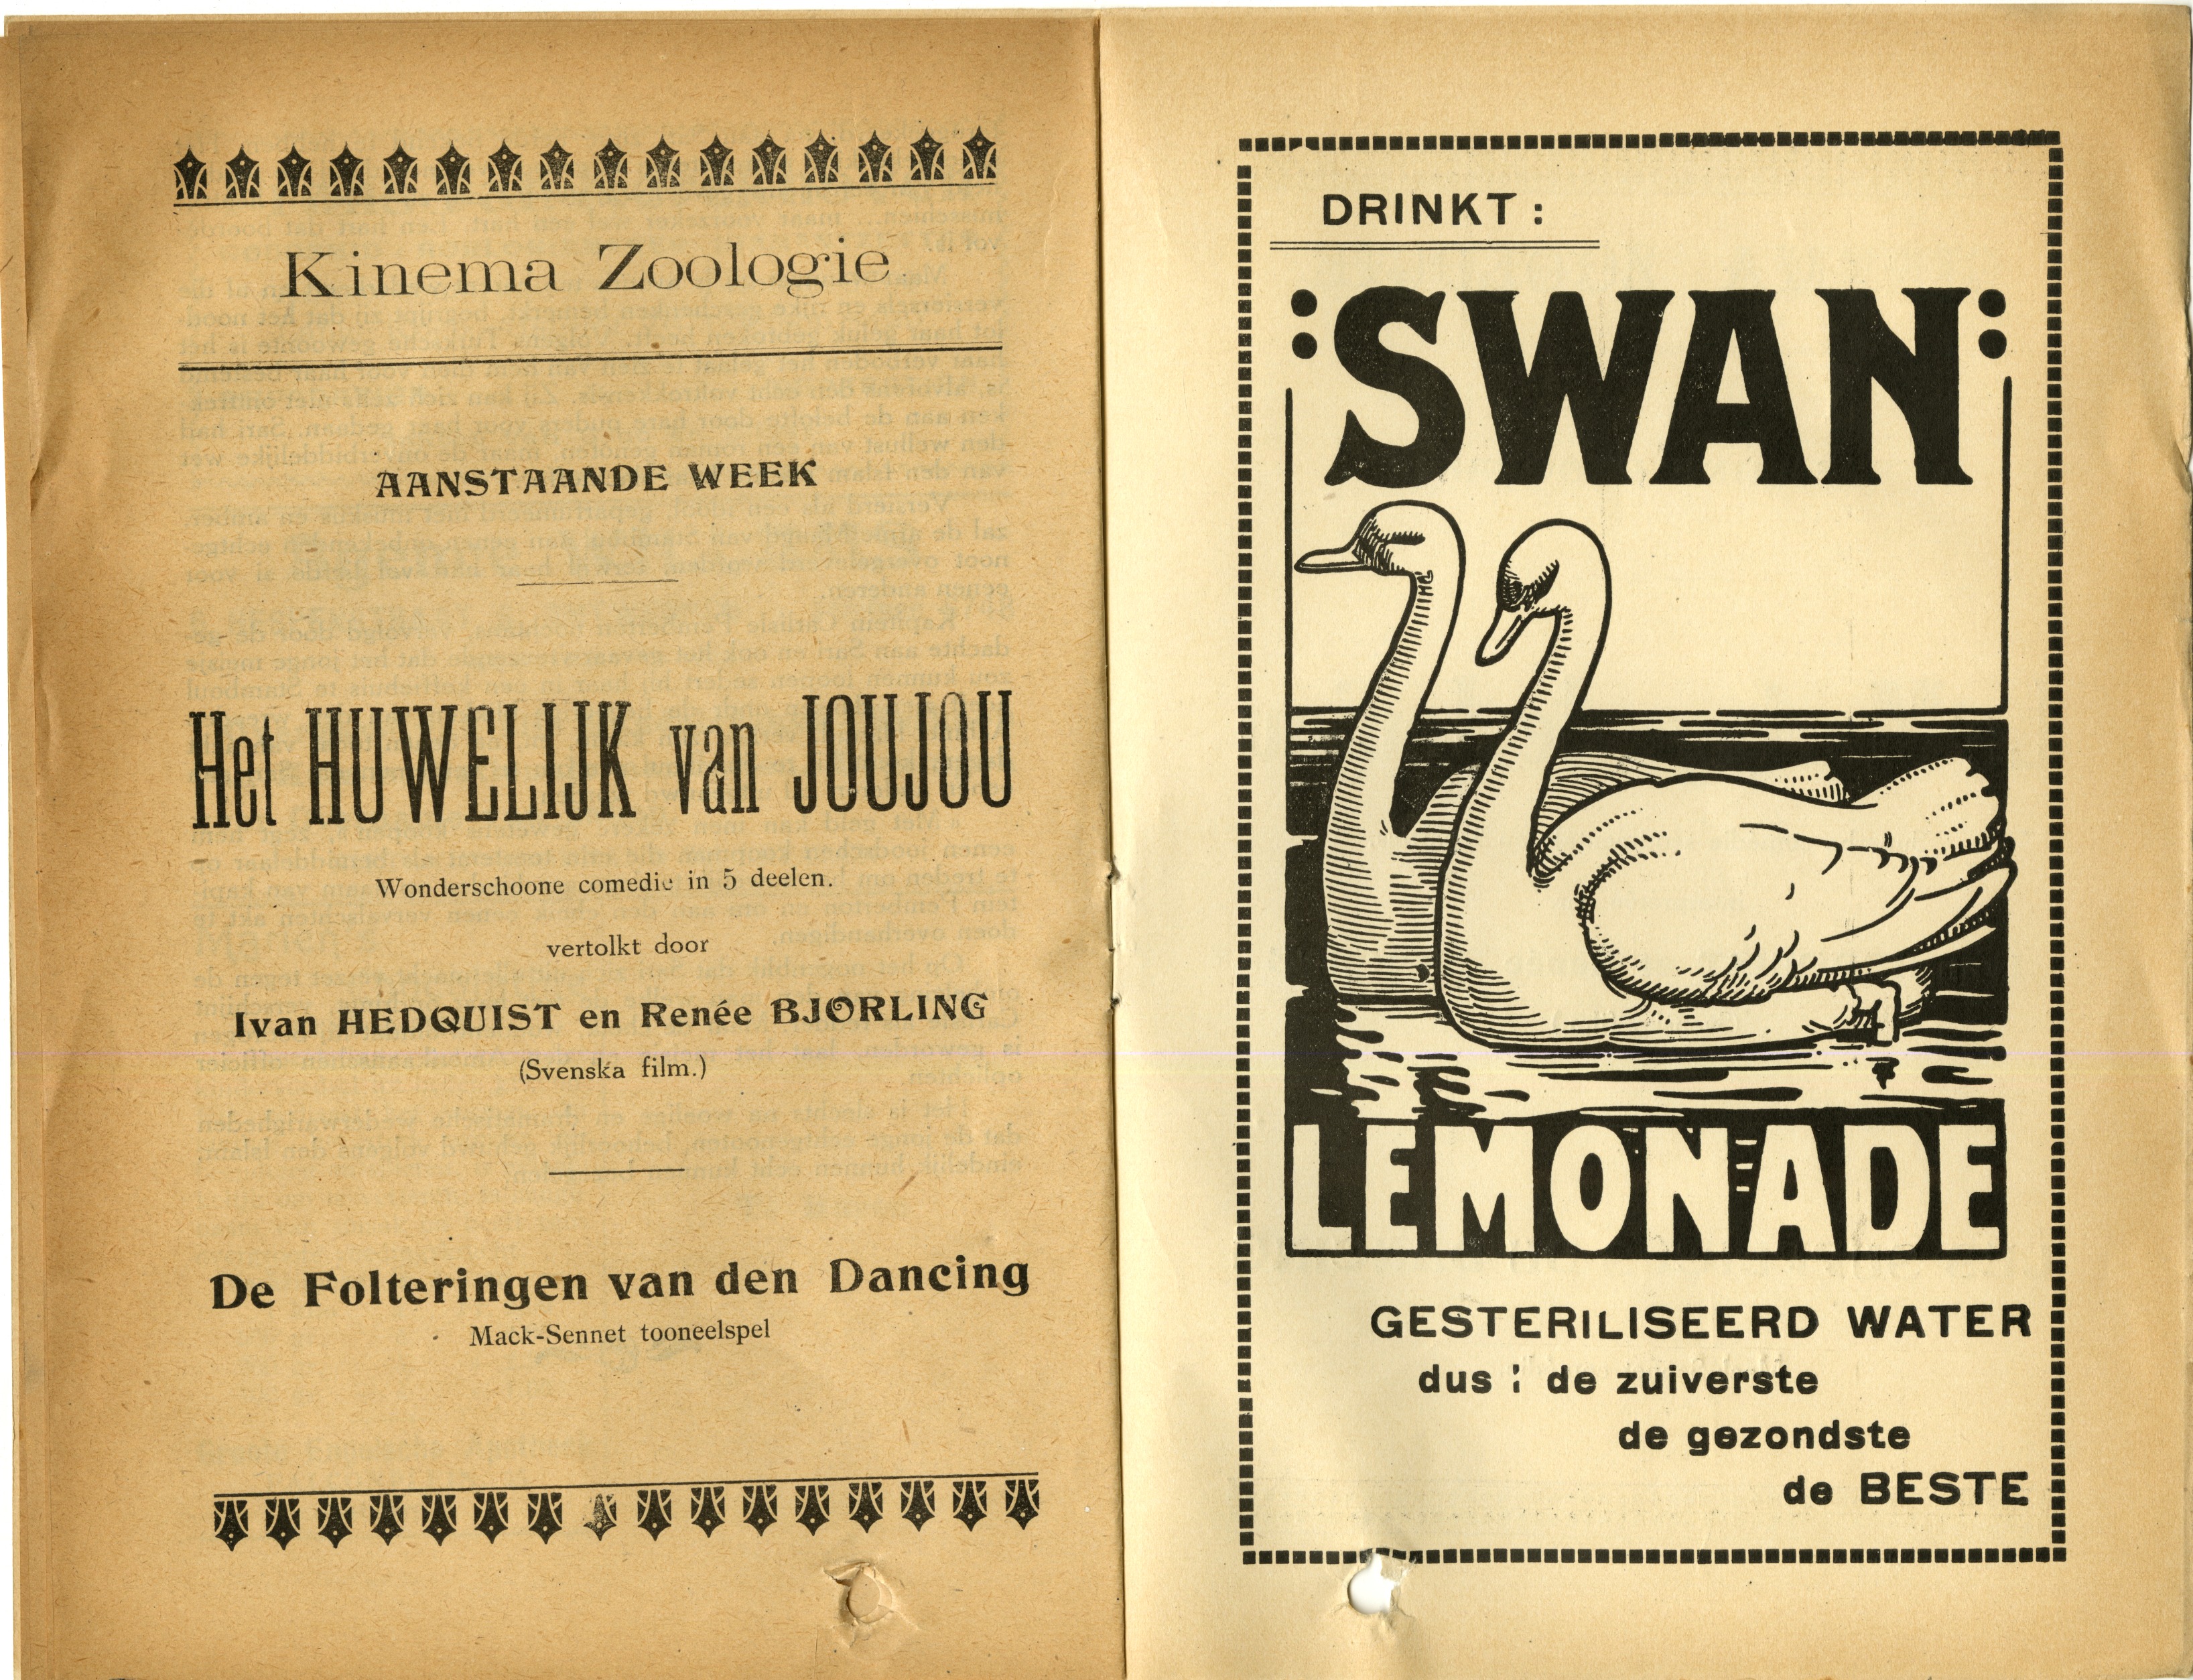 Kinema Zoologie
AANSTAANDE WEEK
Het HUWELIJK van JOUJOU
Wonderschoone comedie in 5 deelen.
vertolkt door
Ivan HEDQUIST en Renée BJORLING
(Svenska film.)
De Folteringen van den Dancing
Mack-Sennet tooneelspel
DRINKT :
:SWAN:
LEMONADE
GESTERILISEERD WATER
dus : de zuiverste
de gezondste
de BESTE